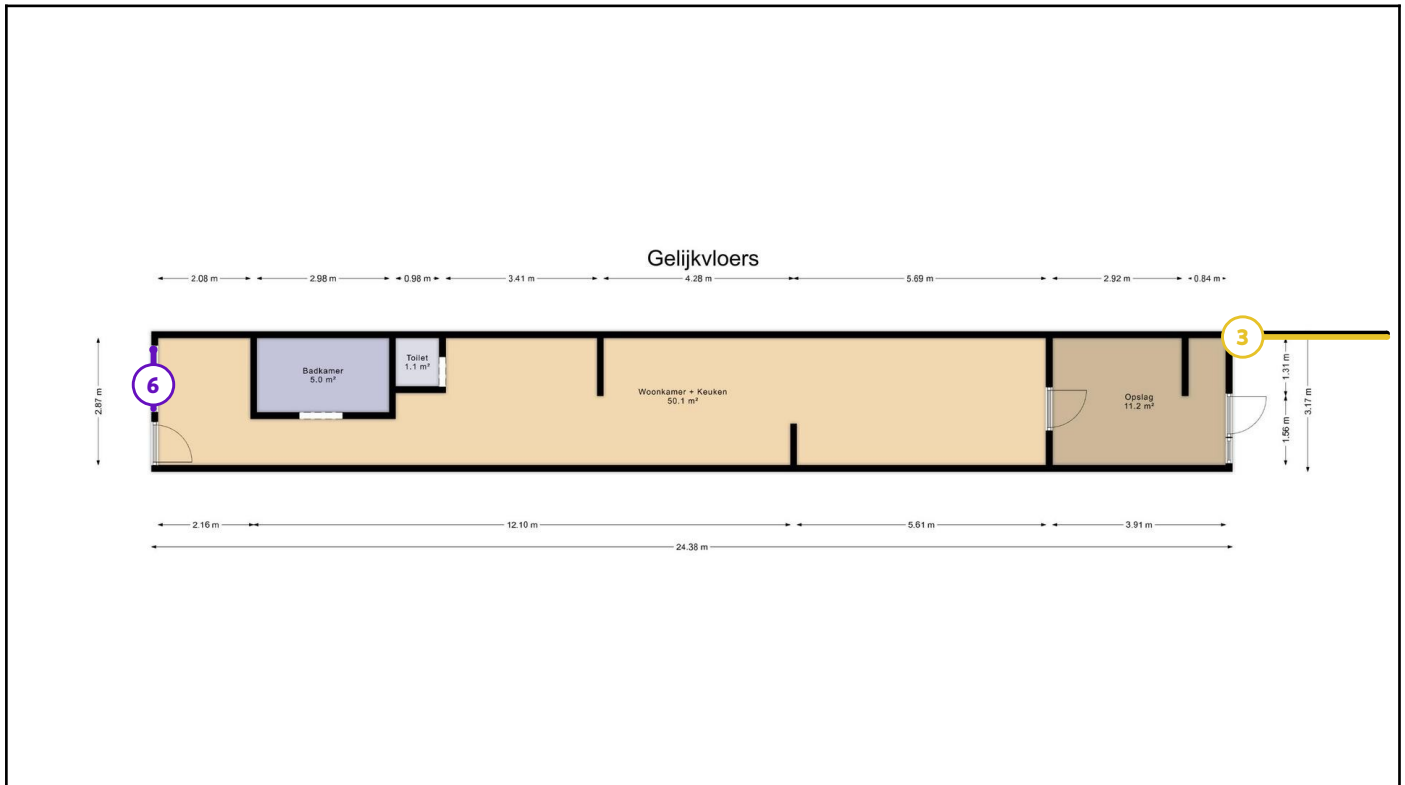 Gelijkvloers
2.08 m 2.98 m 0.98 m 3.41 m 4.28 m 5.69 m 2.92 m 0.84 m
3
6
Toilet
1.1 m²
Badkamer
5.0 m²
Woonkamer + Keuken
50.1 m²
Opslag
11.2 m²
2.87 m
1.31 m
3.17 m
1.56 m
2.16 m 12.10 m 5.61 m 3.91 m
24.38 m